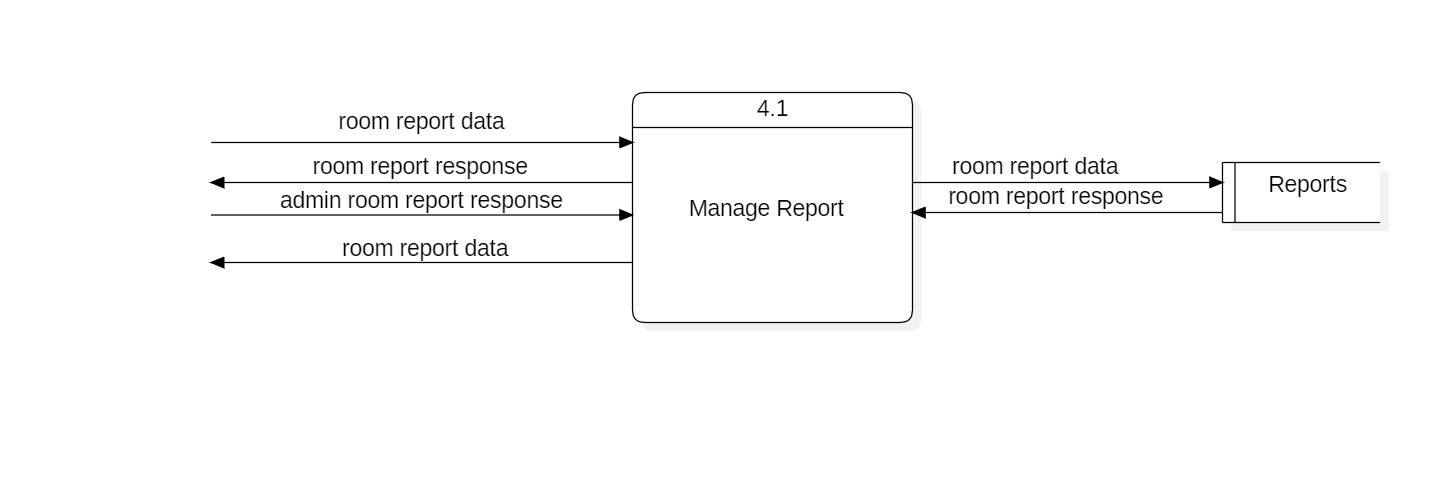 4.1
room report data
room report response
admin room report response
room report data
Manage Report
room report data
room report response
Reports